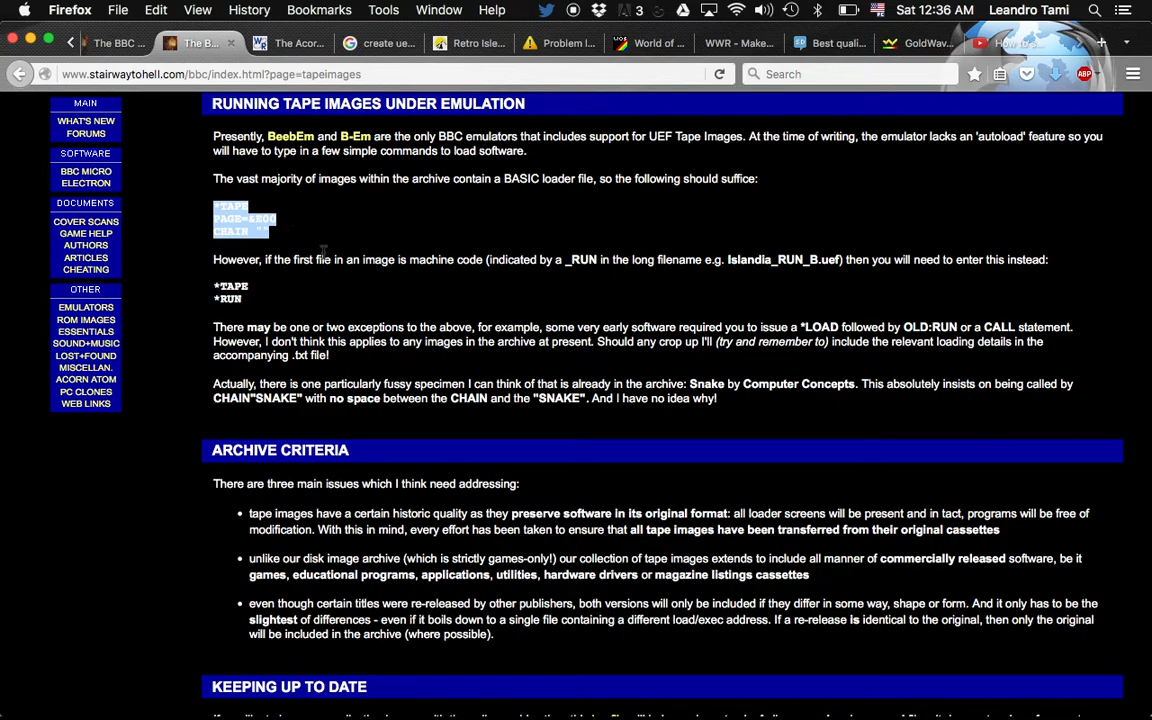 Firefox File Edit View History Bookmarks Tools Window Help 3 Sat 12:36 AM Leandro Tami
The BBC ... The B... The Acor... create ue... Retro Isle... Problem l... World of ... WWR - Make... Best quali... GoldWav... How to s...
www.stairwaytohell.com/bbc/index.html?page=tapeimages Search ABP
MAIN
WHAT'S NEW
FORUMS
SOFTWARE
BBC MICRO
ELECTRON
DOCUMENTS
COVER SCANS
GAME HELP
AUTHORS
ARTICLES
CHEATING
OTHER
EMULATORS
ROM IMAGES
ESSENTIALS
SOUND+MUSIC
LOST+FOUND
MISCELLAN.
ACORN ATOM
PC CLONES
WEB LINKS
RUNNING TAPE IMAGES UNDER EMULATION
Presently, BeebEm and B-Em are the only BBC emulators that includes support for UEF Tape Images. At the time of writing, the emulator lacks an 'autoload' feature so you
will have to type in a few simple commands to load software.
The vast majority of images within the archive contain a BASIC loader file, so the following should suffice:
*TAPE
PAGE=&E00
CHAIN ""
However, if the first file in an image is machine code (indicated by a _RUN in the long filename e.g. Islandia_RUN_B.uef) then you will need to enter this instead:
*TAPE
*RUN
There may be one or two exceptions to the above, for example, some very early software required you to issue a *LOAD followed by OLD:RUN or a CALL statement.
However, I don't think this applies to any images in the archive at present. Should any crop up I'll (try and remember to) include the relevant loading details in the
accompanying .txt file!
Actually, there is one particularly fussy specimen I can think of that is already in the archive: Snake by Computer Concepts. This absolutely insists on being called by
CHAIN"SNAKE" with no space between the CHAIN and the "SNAKE". And I have no idea why!
ARCHIVE CRITERIA
There are three main issues which I think need addressing:
• tape images have a certain historic quality as they preserve software in its original format: all loader screens will be present and in tact, programs will be free of
modification. With this in mind, every effort has been taken to ensure that all tape images have been transferred from their original cassettes
• unlike our disk image archive (which is strictly games-only!) our collection of tape images extends to include all manner of commercially released software, be it
games, educational programs, applications, utilities, hardware drivers or magazine listings cassettes
• even though certain titles were re-released by other publishers, both versions will only be included if they differ in some way, shape or form. And it only has to be the
slightest of differences - even if it boils down to a single file containing a different load/exec address. If a re-release is identical to the original, then only the original
will be included in the archive (where possible).
KEEPING UP TO DATE